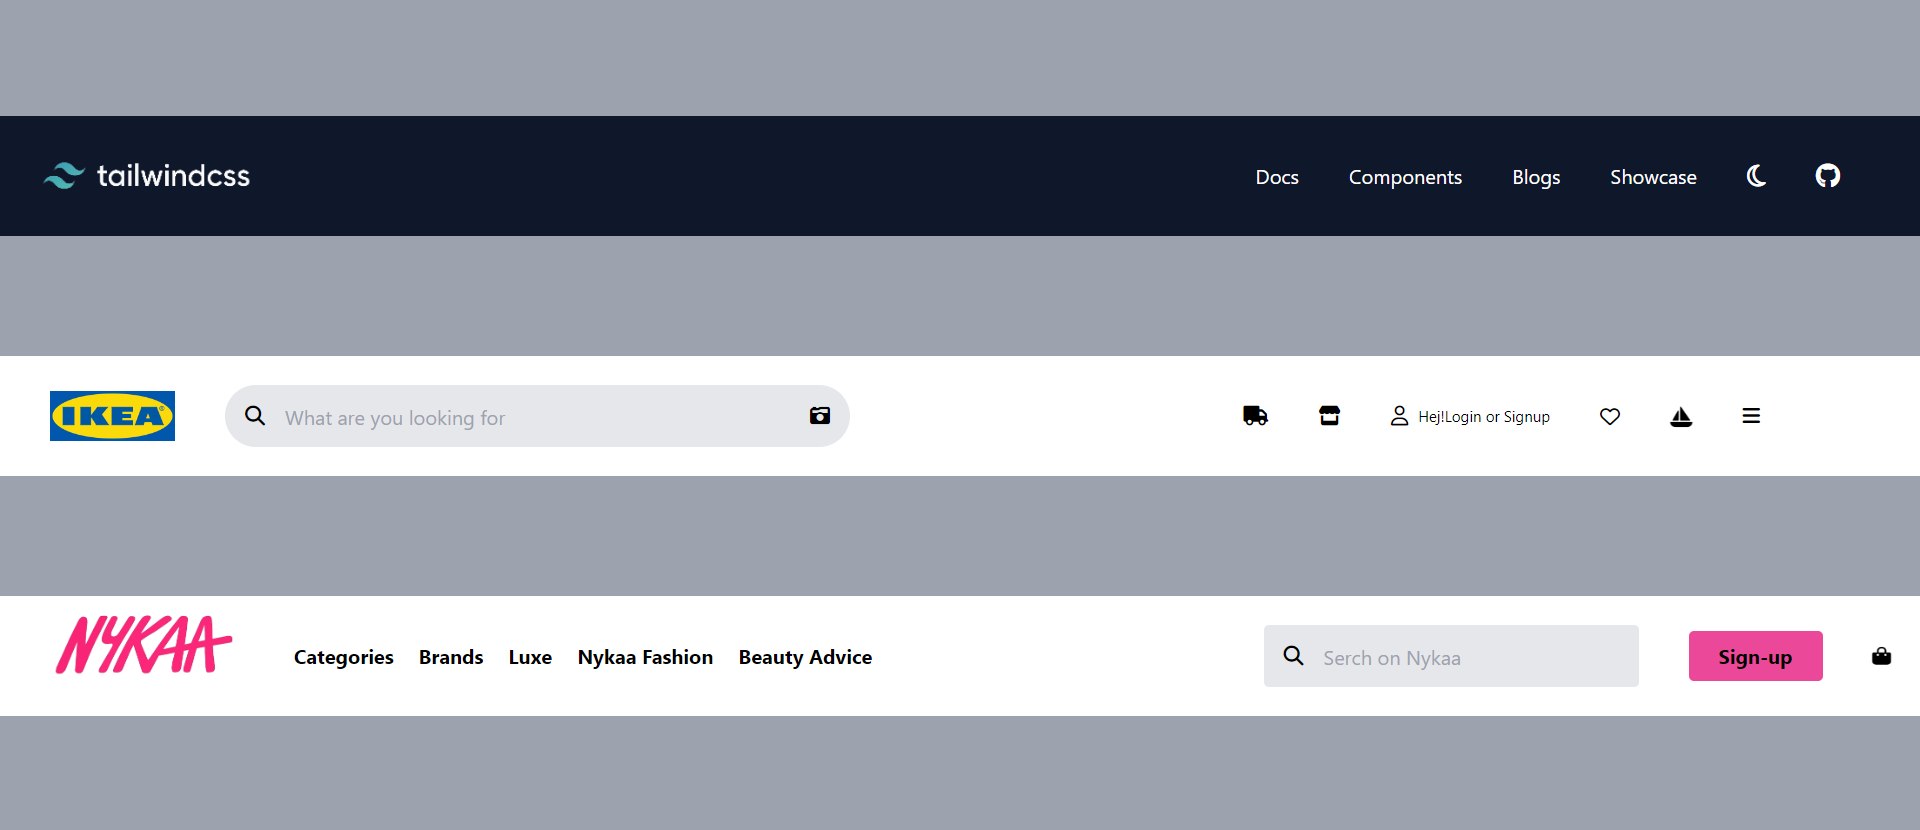 tailwindcss Docs Components Blogs Showcase
IKEA What are you looking for Hej!Login or Signup
NYKAA Categories Brands Luxe Nykaa Fashion Beauty Advice Serch on Nykaa Sign-up